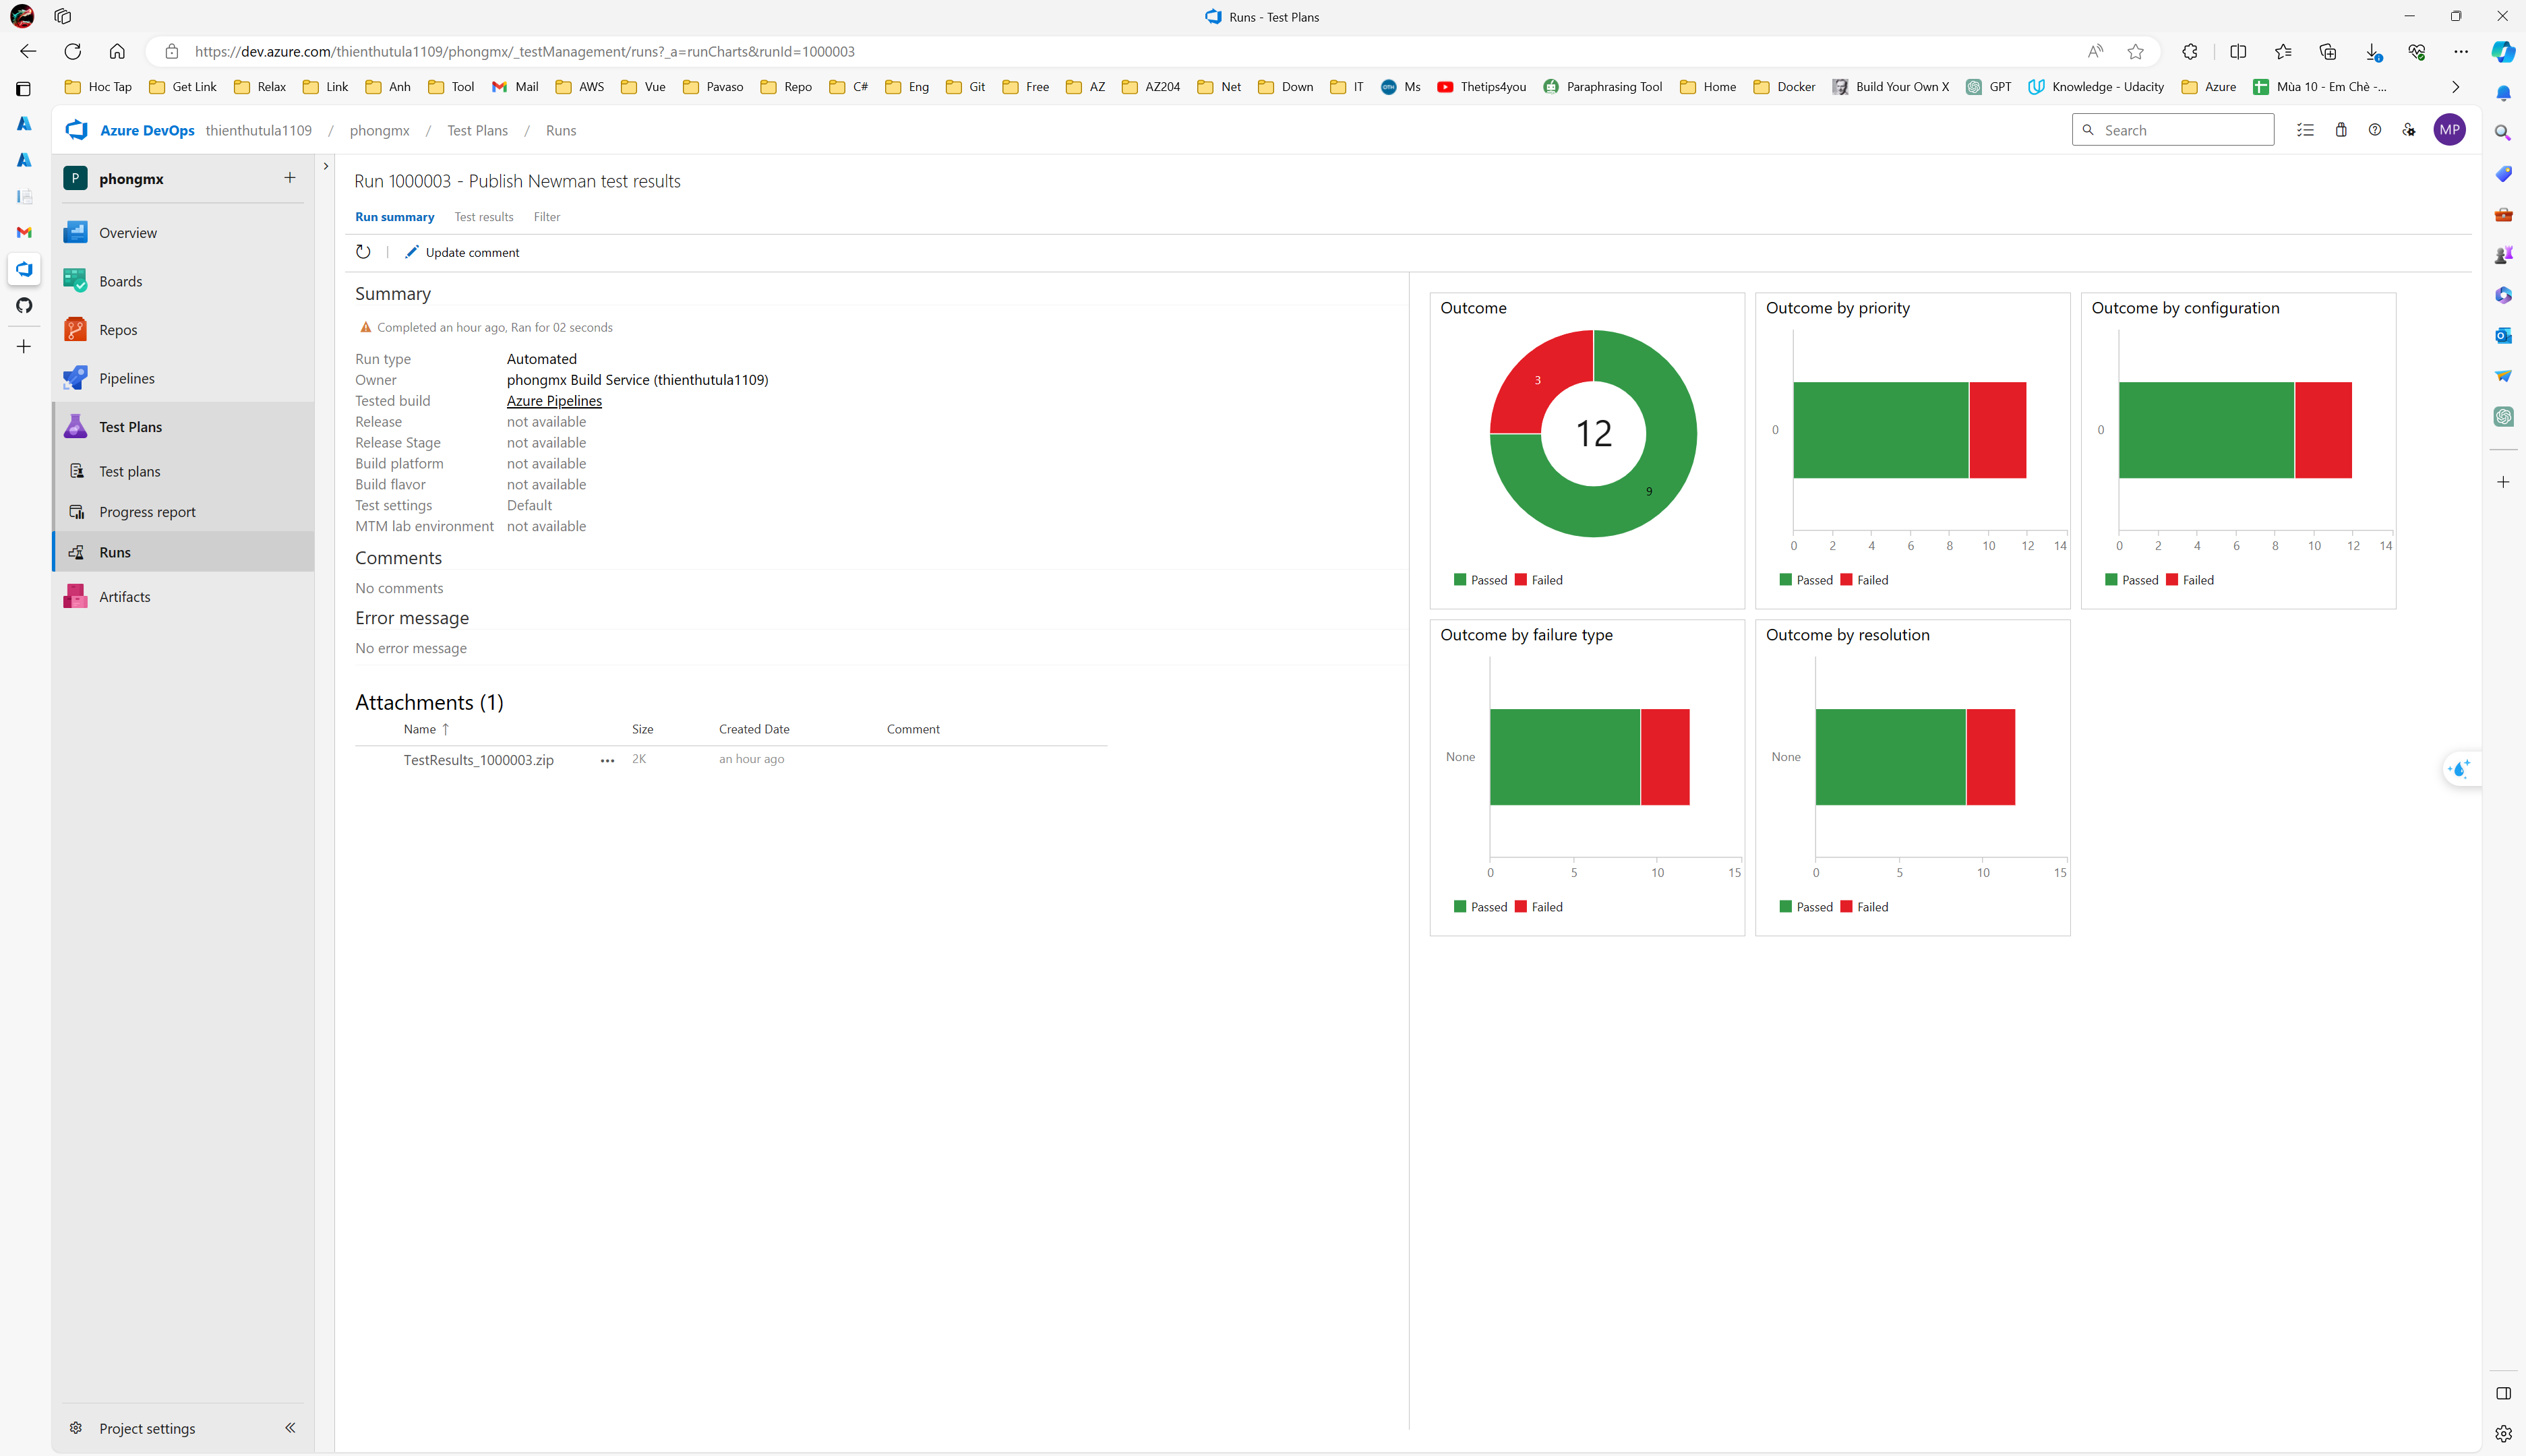 Runs - Test Plans
https://dev.azure.com/thienthutula1109/phongmx/_testManagement/runs?_a=runCharts&runId=1000003
Hoc Tap Get Link Relax Link Anh Tool Mail AWS Vue Pavaso Repo C# Eng Git Free AZ AZ204 Net Down IT Ms Thetips4you Paraphrasing Tool Home Docker Build Your Own X GPT Knowledge - Udacity Azure Mùa 10 - Em Chè -...
Azure DevOps thienthutula1109 / phongmx / Test Plans / Runs
Search
MP
P phongmx
Overview
Boards
Repos
Pipelines
Test Plans
Test plans
Progress report
Runs
Artifacts
Project settings
Run 1000003 - Publish Newman test results
Run summary Test results Filter
Update comment
Summary
Completed an hour ago, Ran for 02 seconds
Run type Automated
Owner phongmx Build Service (thienthutula1109)
Tested build Azure Pipelines
Release not available
Release Stage not available
Build platform not available
Build flavor not available
Test settings Default
MTM lab environment not available
Comments
No comments
Error message
No error message
Attachments (1)
Name ↑ Size Created Date Comment
TestResults_1000003.zip ••• 2K an hour ago
Outcome
3
12
9
Passed Failed
Outcome by priority
0
0 2 4 6 8 10 12 14
Passed Failed
Outcome by configuration
0
0 2 4 6 8 10 12 14
Passed Failed
Outcome by failure type
None
0 5 10 15
Passed Failed
Outcome by resolution
None
0 5 10 15
Passed Failed